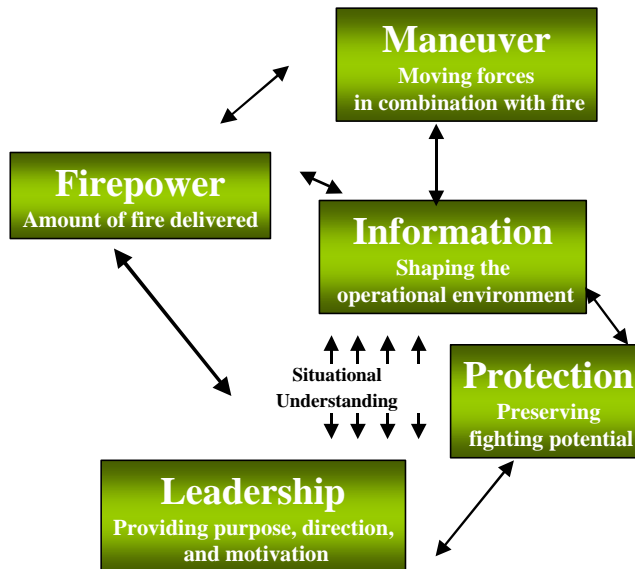 Maneuver
Moving forces
in combination with fire
Firepower
Amount of fire delivered
Information
Shaping the
operational environment
Situational
Understanding
Protection
Preserving
fighting potential
Leadership
Providing purpose, direction,
and motivation